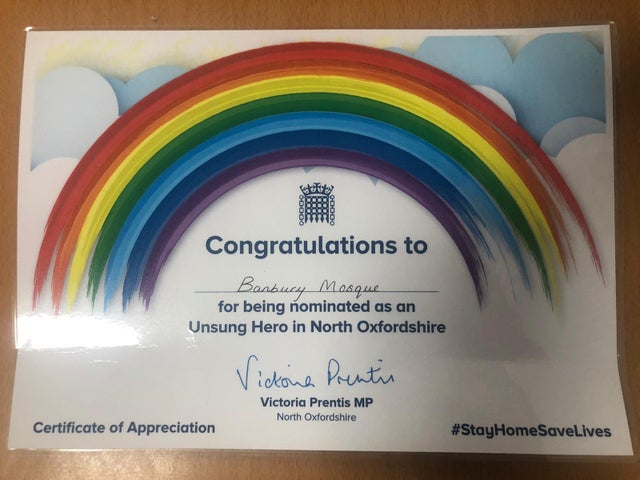 Congratulations to
Banbury Mosque
for being nominated as an
Unsung Hero in North Oxfordshire
Victoria Prentis
Victoria Prentis MP
North Oxfordshire
Certificate of Appreciation
#StayHomeSaveLives